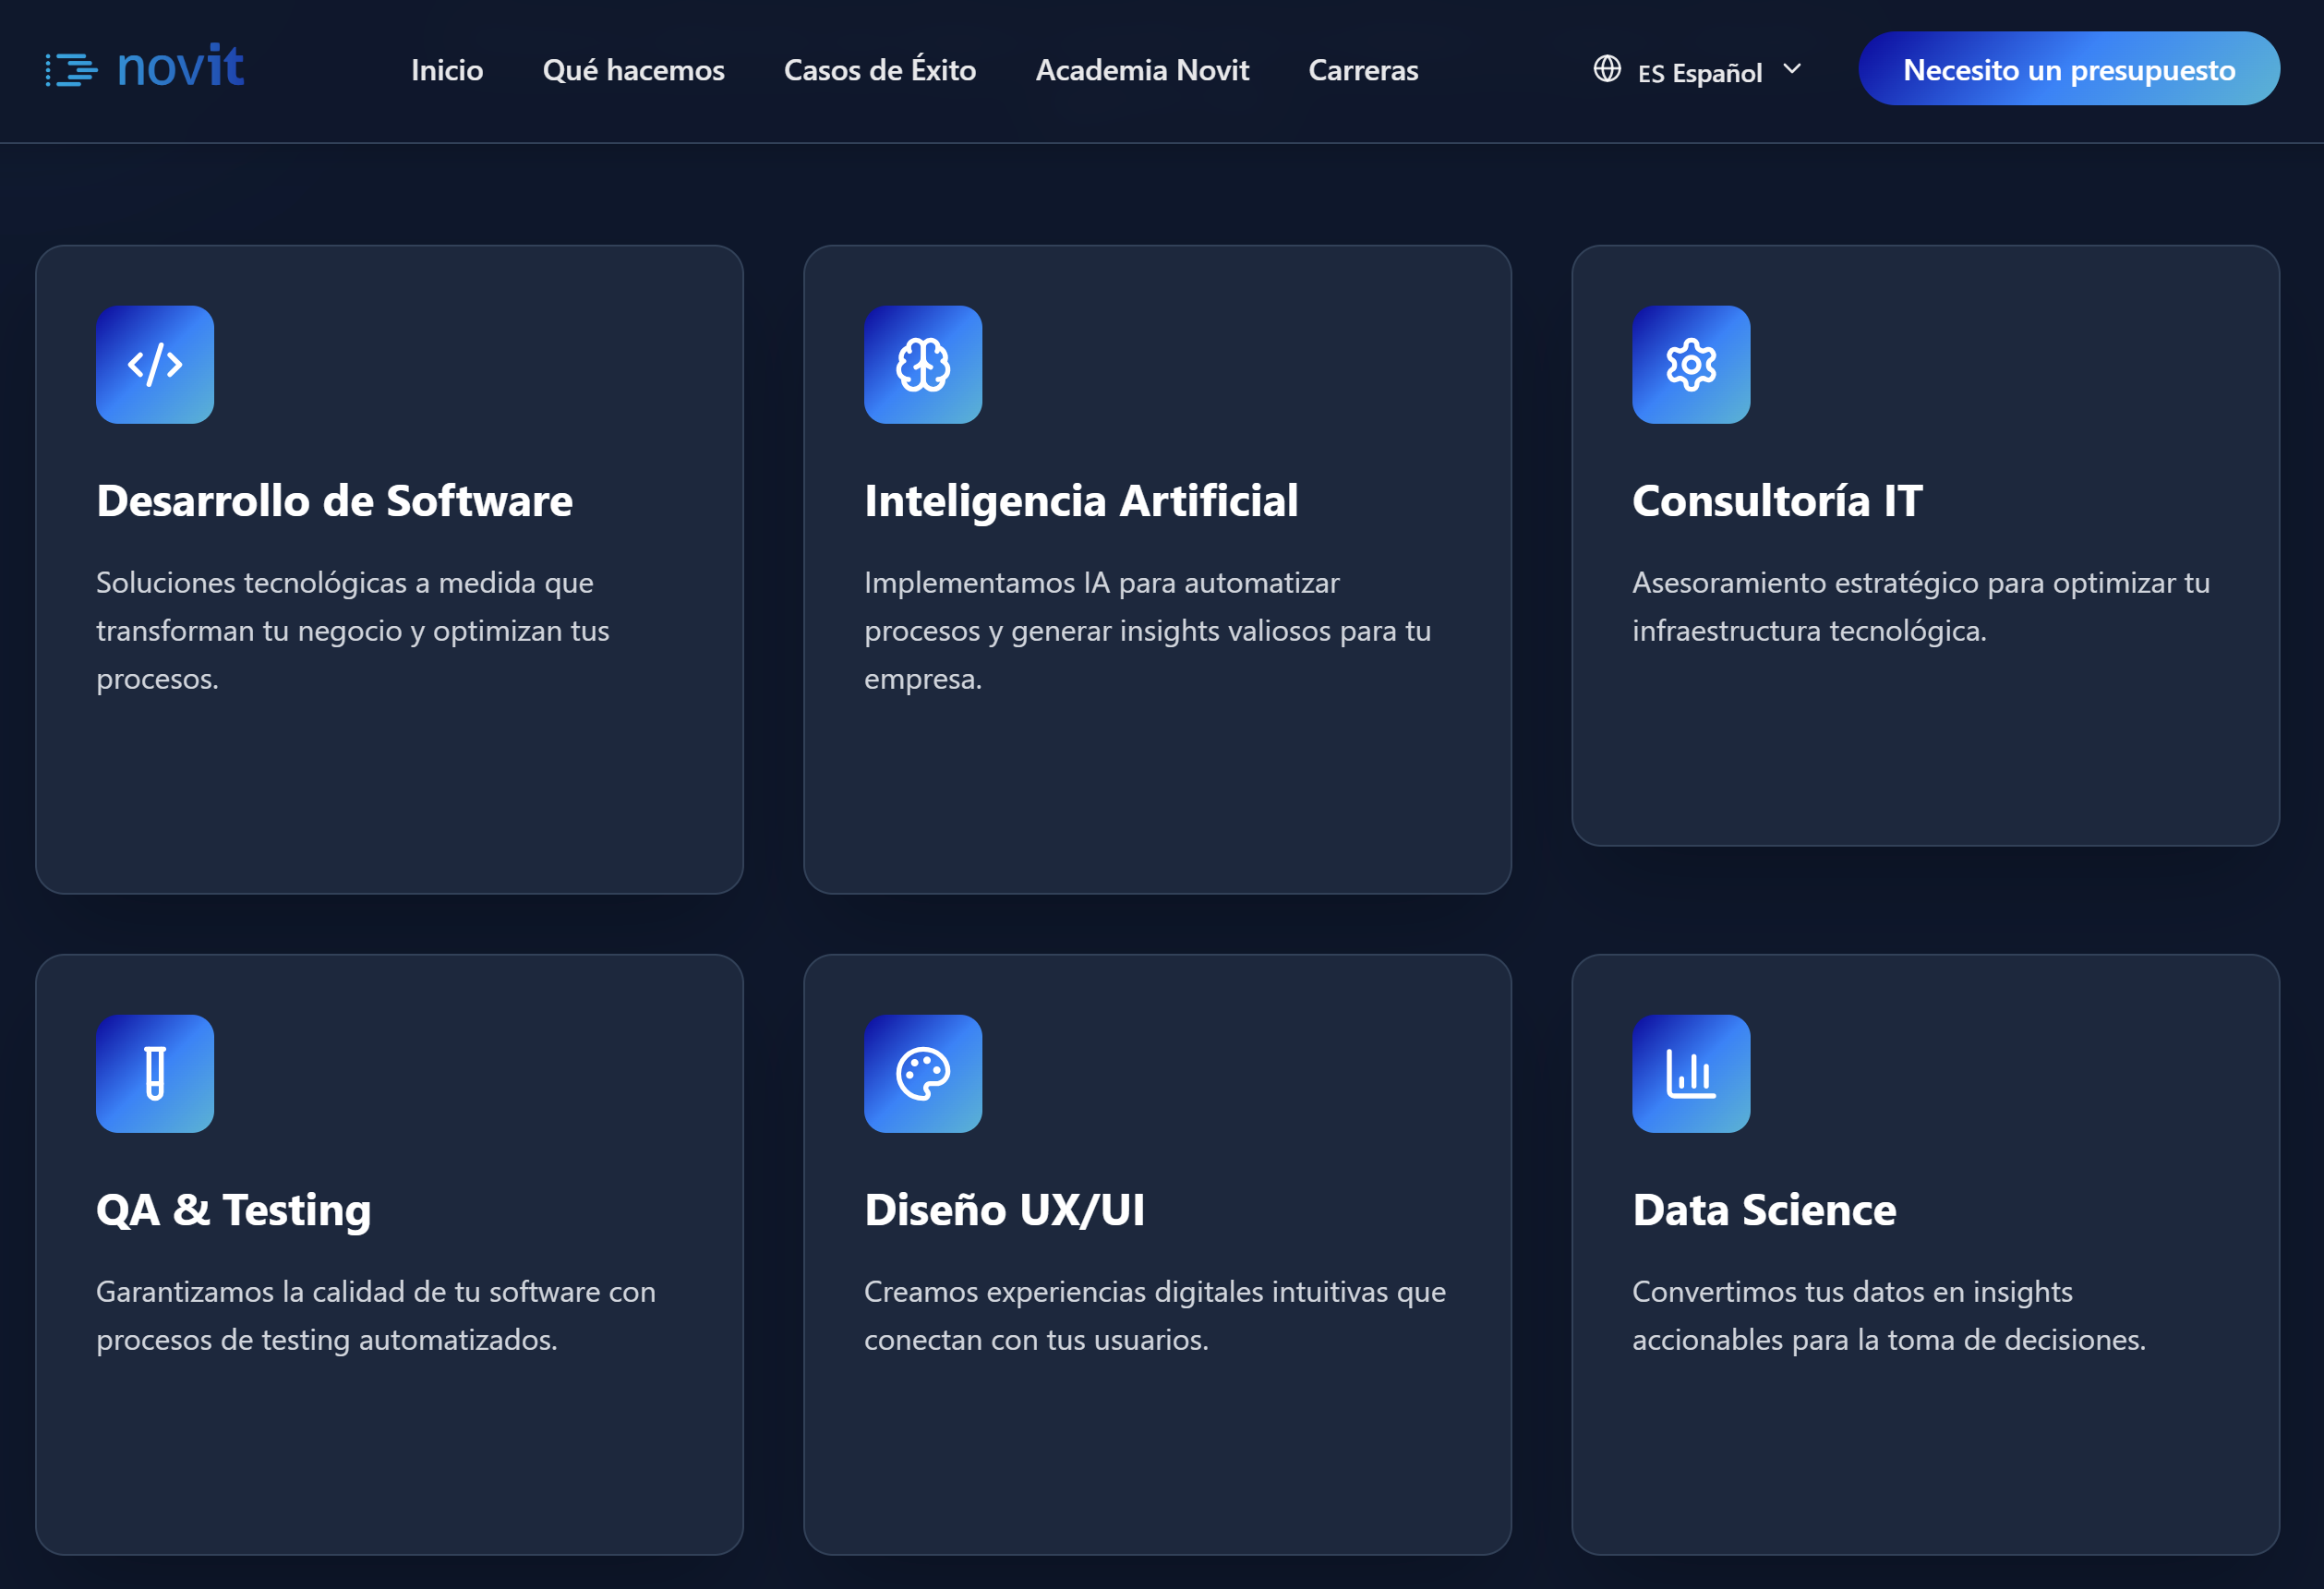 novit
Inicio
Qué hacemos
Casos de Éxito
Academia Novit
Carreras
ES Español
Necesito un presupuesto
Desarrollo de Software
Soluciones tecnológicas a medida que
transforman tu negocio y optimizan tus
procesos.
Inteligencia Artificial
Implementamos IA para automatizar
procesos y generar insights valiosos para tu
empresa.
Consultoría IT
Asesoramiento estratégico para optimizar tu
infraestructura tecnológica.
QA & Testing
Garantizamos la calidad de tu software con
procesos de testing automatizados.
Diseño UX/UI
Creamos experiencias digitales intuitivas que
conectan con tus usuarios.
Data Science
Convertimos tus datos en insights
accionables para la toma de decisiones.